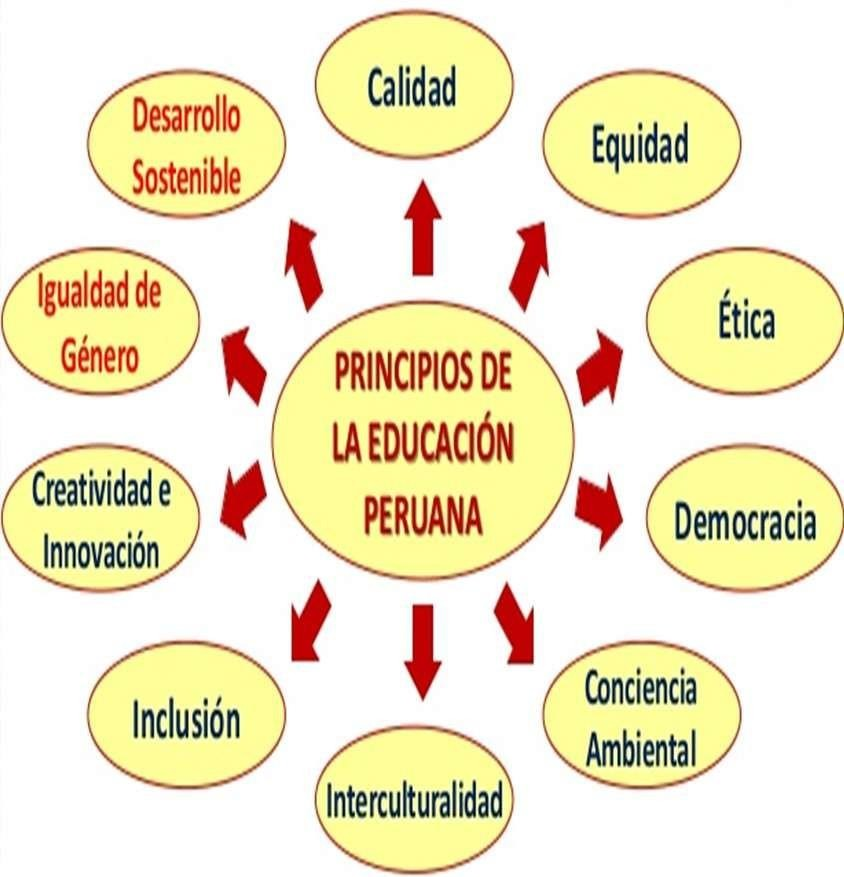 PRINCIPIOS DE
LA EDUCACIÓN
PERUANA
Calidad
Equidad
Ética
Democracia
Conciencia
Ambiental
Interculturalidad
Inclusión
Creatividad e
Innovación
Igualdad de
Género
Desarrollo
Sostenible